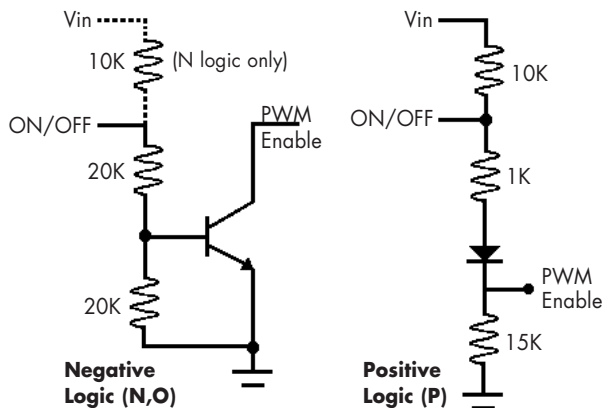 Vin
10K
(N logic only)
ON/OFF
20K
PWM
Enable
20K
Negative
Logic (N,O)
Vin
10K
ON/OFF
1K
PWM
Enable
15K
Positive
Logic (P)